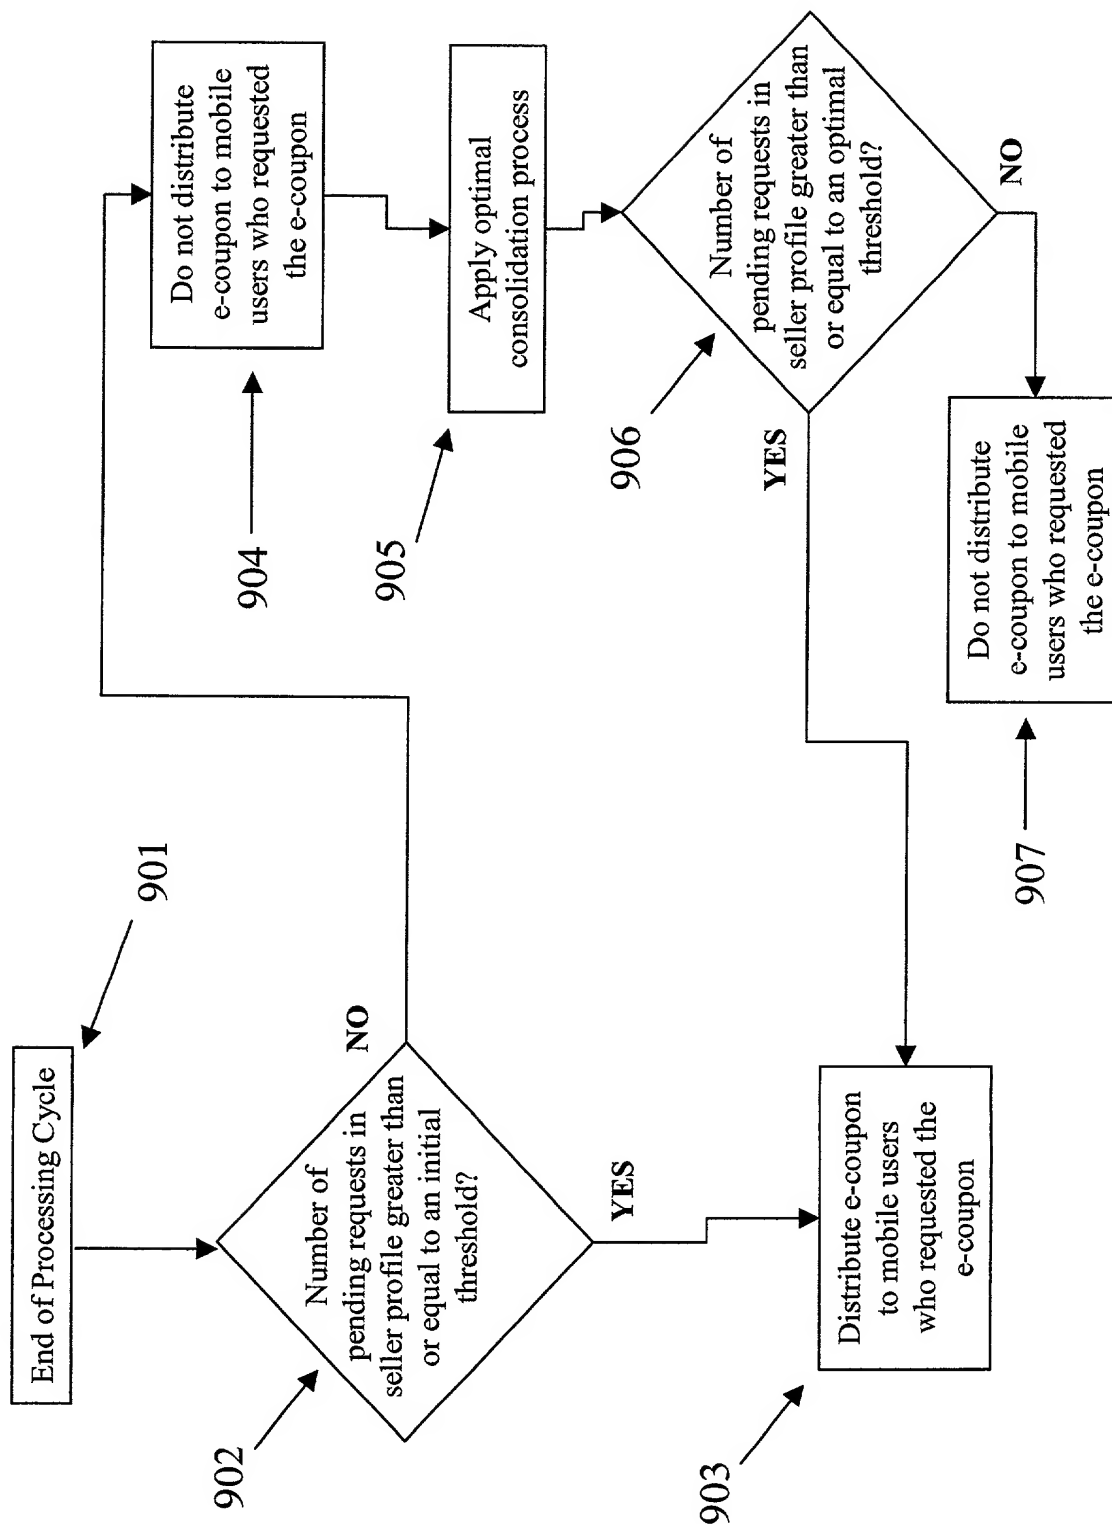 End of Processing Cycle
901
902
Number of
pending requests in
seller profile greater than
or equal to an initial
threshold?
NO
YES
903
Distribute e-coupon
to mobile users
who requested the
e-coupon
904
Do not distribute
e-coupon to mobile
users who requested
the e-coupon
905
Apply optimal
consolidation process
906
Number of
pending requests in
seller profile greater than
or equal to an optimal
threshold?
YES
NO
907
Do not distribute
e-coupon to mobile
users who requested
the e-coupon